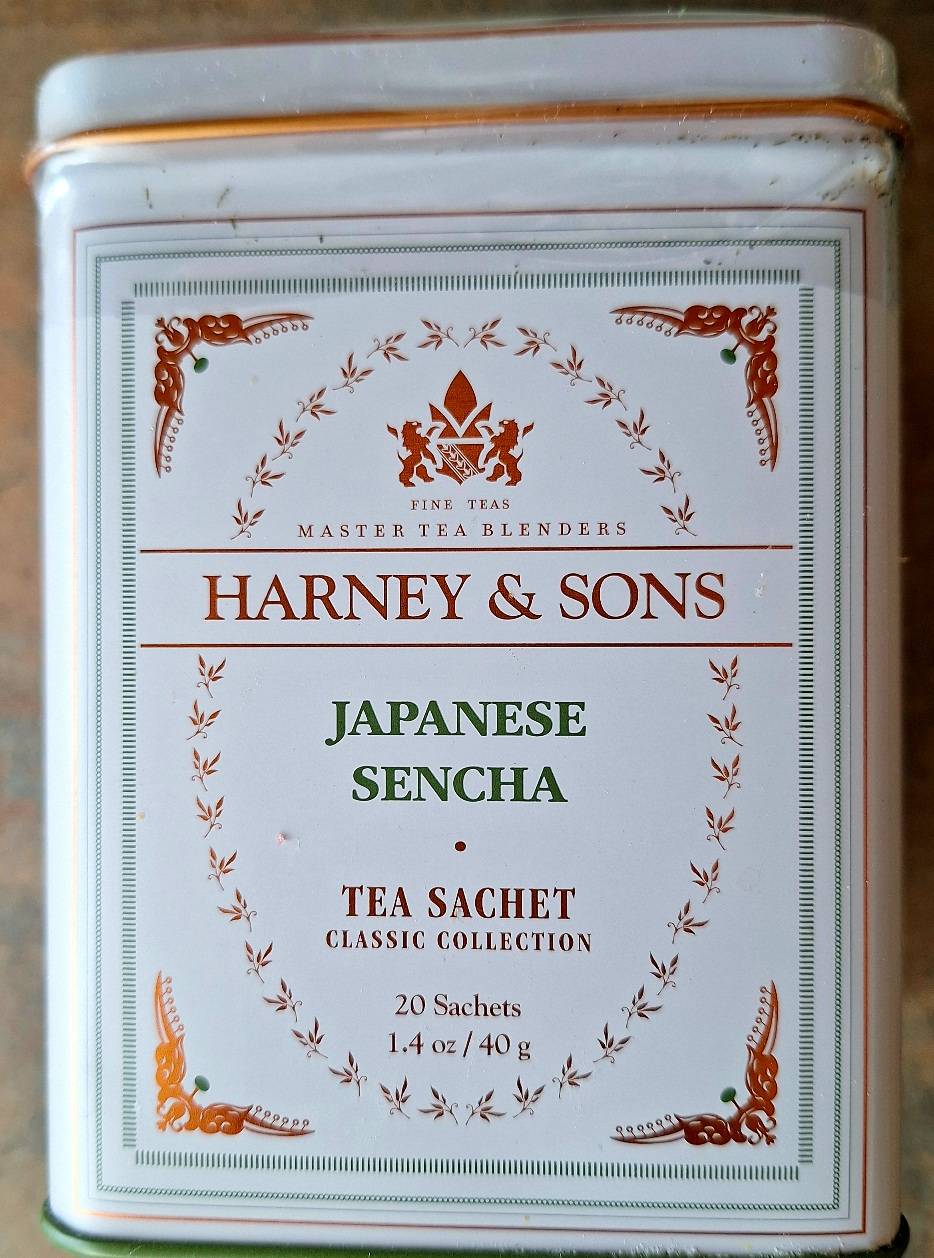 FINE TEAS
MASTER TEA BLENDERS
HARNEY & SONS
JAPANESE
SENCHA
TEA SACHET
CLASSIC COLLECTION
20 Sachets
1.4 oz / 40 g